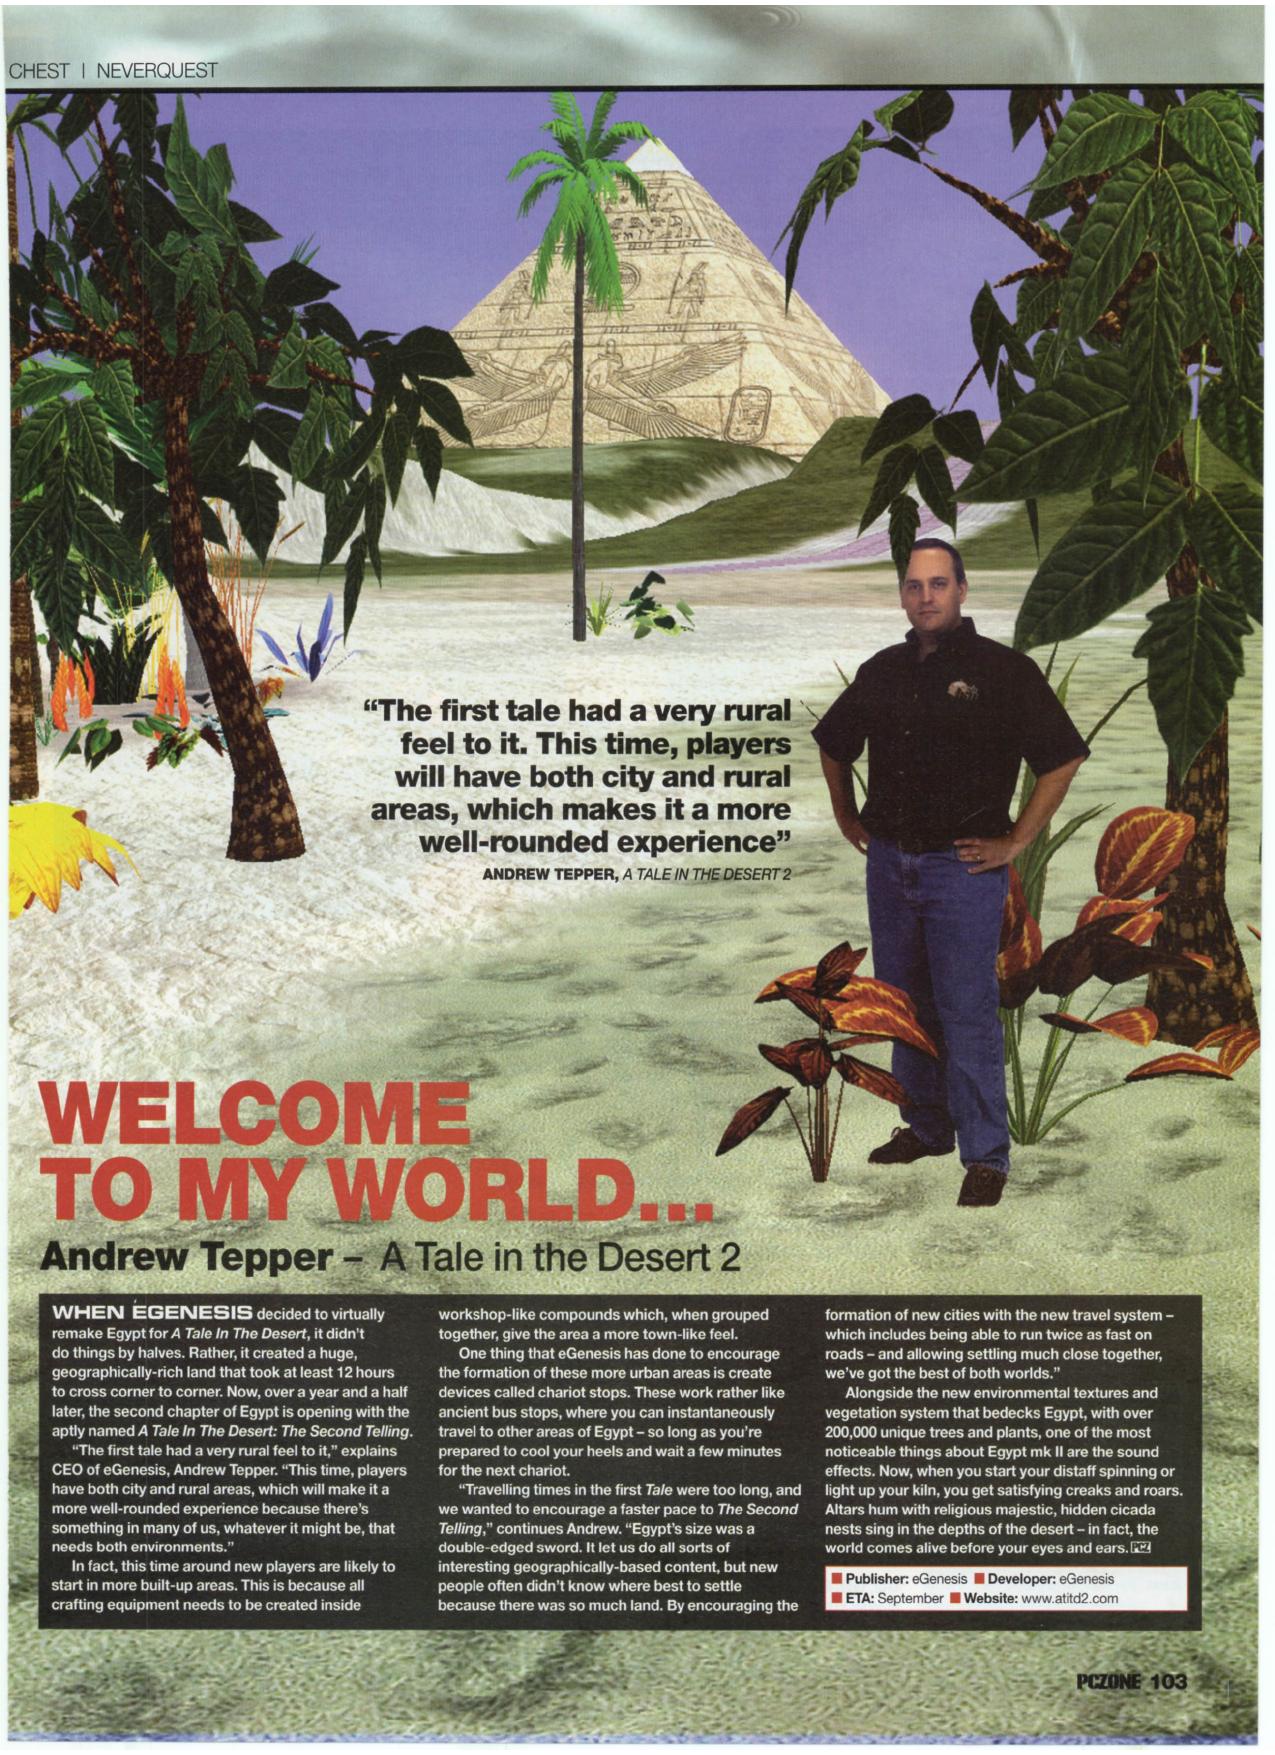 CHEST | NEVERQUEST
“The first tale had a very rural
feel to it. This time, players
will have both city and rural
areas, which makes it a more
well-rounded experience”
ANDREW TEPPER, A TALE IN THE DESERT 2
WELCOME
TO MY WORLD...
Andrew Tepper – A Tale in the Desert 2
WHEN EGENESIS decided to virtually
remake Egypt for A Tale In The Desert, it didn’t
do things by halves. Rather, it created a huge,
geographically-rich land that took at least 12 hours
to cross corner to corner. Now, over a year and a half
later, the second chapter of Egypt is opening with the
aptly named A Tale In The Desert: The Second Telling.
“The first tale had a very rural feel to it,” explains
CEO of eGenesis, Andrew Tepper. “This time, players
have both city and rural areas, which will make it a
more well-rounded experience because there’s
something in many of us, whatever it might be, that
needs both environments.”
In fact, this time around new players are likely to
start in more built-up areas. This is because all
crafting equipment needs to be created inside
workshop-like compounds which, when grouped
together, give the area a more town-like feel.
One thing that eGenesis has done to encourage
the formation of these more urban areas is create
devices called chariot stops. These work rather like
ancient bus stops, where you can instantaneously
travel to other areas of Egypt – so long as you’re
prepared to cool your heels and wait a few minutes
for the next chariot.
“Travelling times in the first Tale were too long, and
we wanted to encourage a faster pace to The Second
Telling,” continues Andrew. “Egypt’s size was a
double-edged sword. It let us do all sorts of
interesting geographically-based content, but new
people often didn’t know where best to settle
because there was so much land. By encouraging the
formation of new cities with the new travel system –
which includes being able to run twice as fast on
roads – and allowing settling much close together,
we’ve got the best of both worlds.”
Alongside the new environmental textures and
vegetation system that bedecks Egypt, with over
200,000 unique trees and plants, one of the most
noticeable things about Egypt mk II are the sound
effects. Now, when you start your distaff spinning or
light up your kiln, you get satisfying creaks and roars.
Altars hum with religious majestic, hidden cicada
nests sing in the depths of the desert – in fact, the
world comes alive before your eyes and ears. PCZ
Publisher: eGenesis Developer: eGenesis
ETA: September Website: www.atitd2.com
PCZONE 103